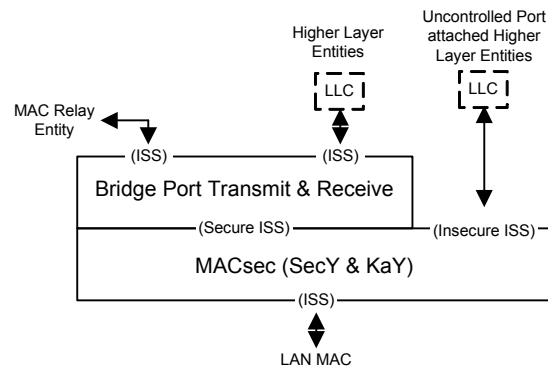 Higher Layer
Entities
Uncontrolled Port
attached Higher
Layer Entities
LLC
LLC
MAC Relay
Entity
(ISS)
(ISS)
Bridge Port Transmit & Receive
(Secure ISS)
(Insecure ISS)
MACsec (SecY & KaY)
(ISS)
LAN MAC